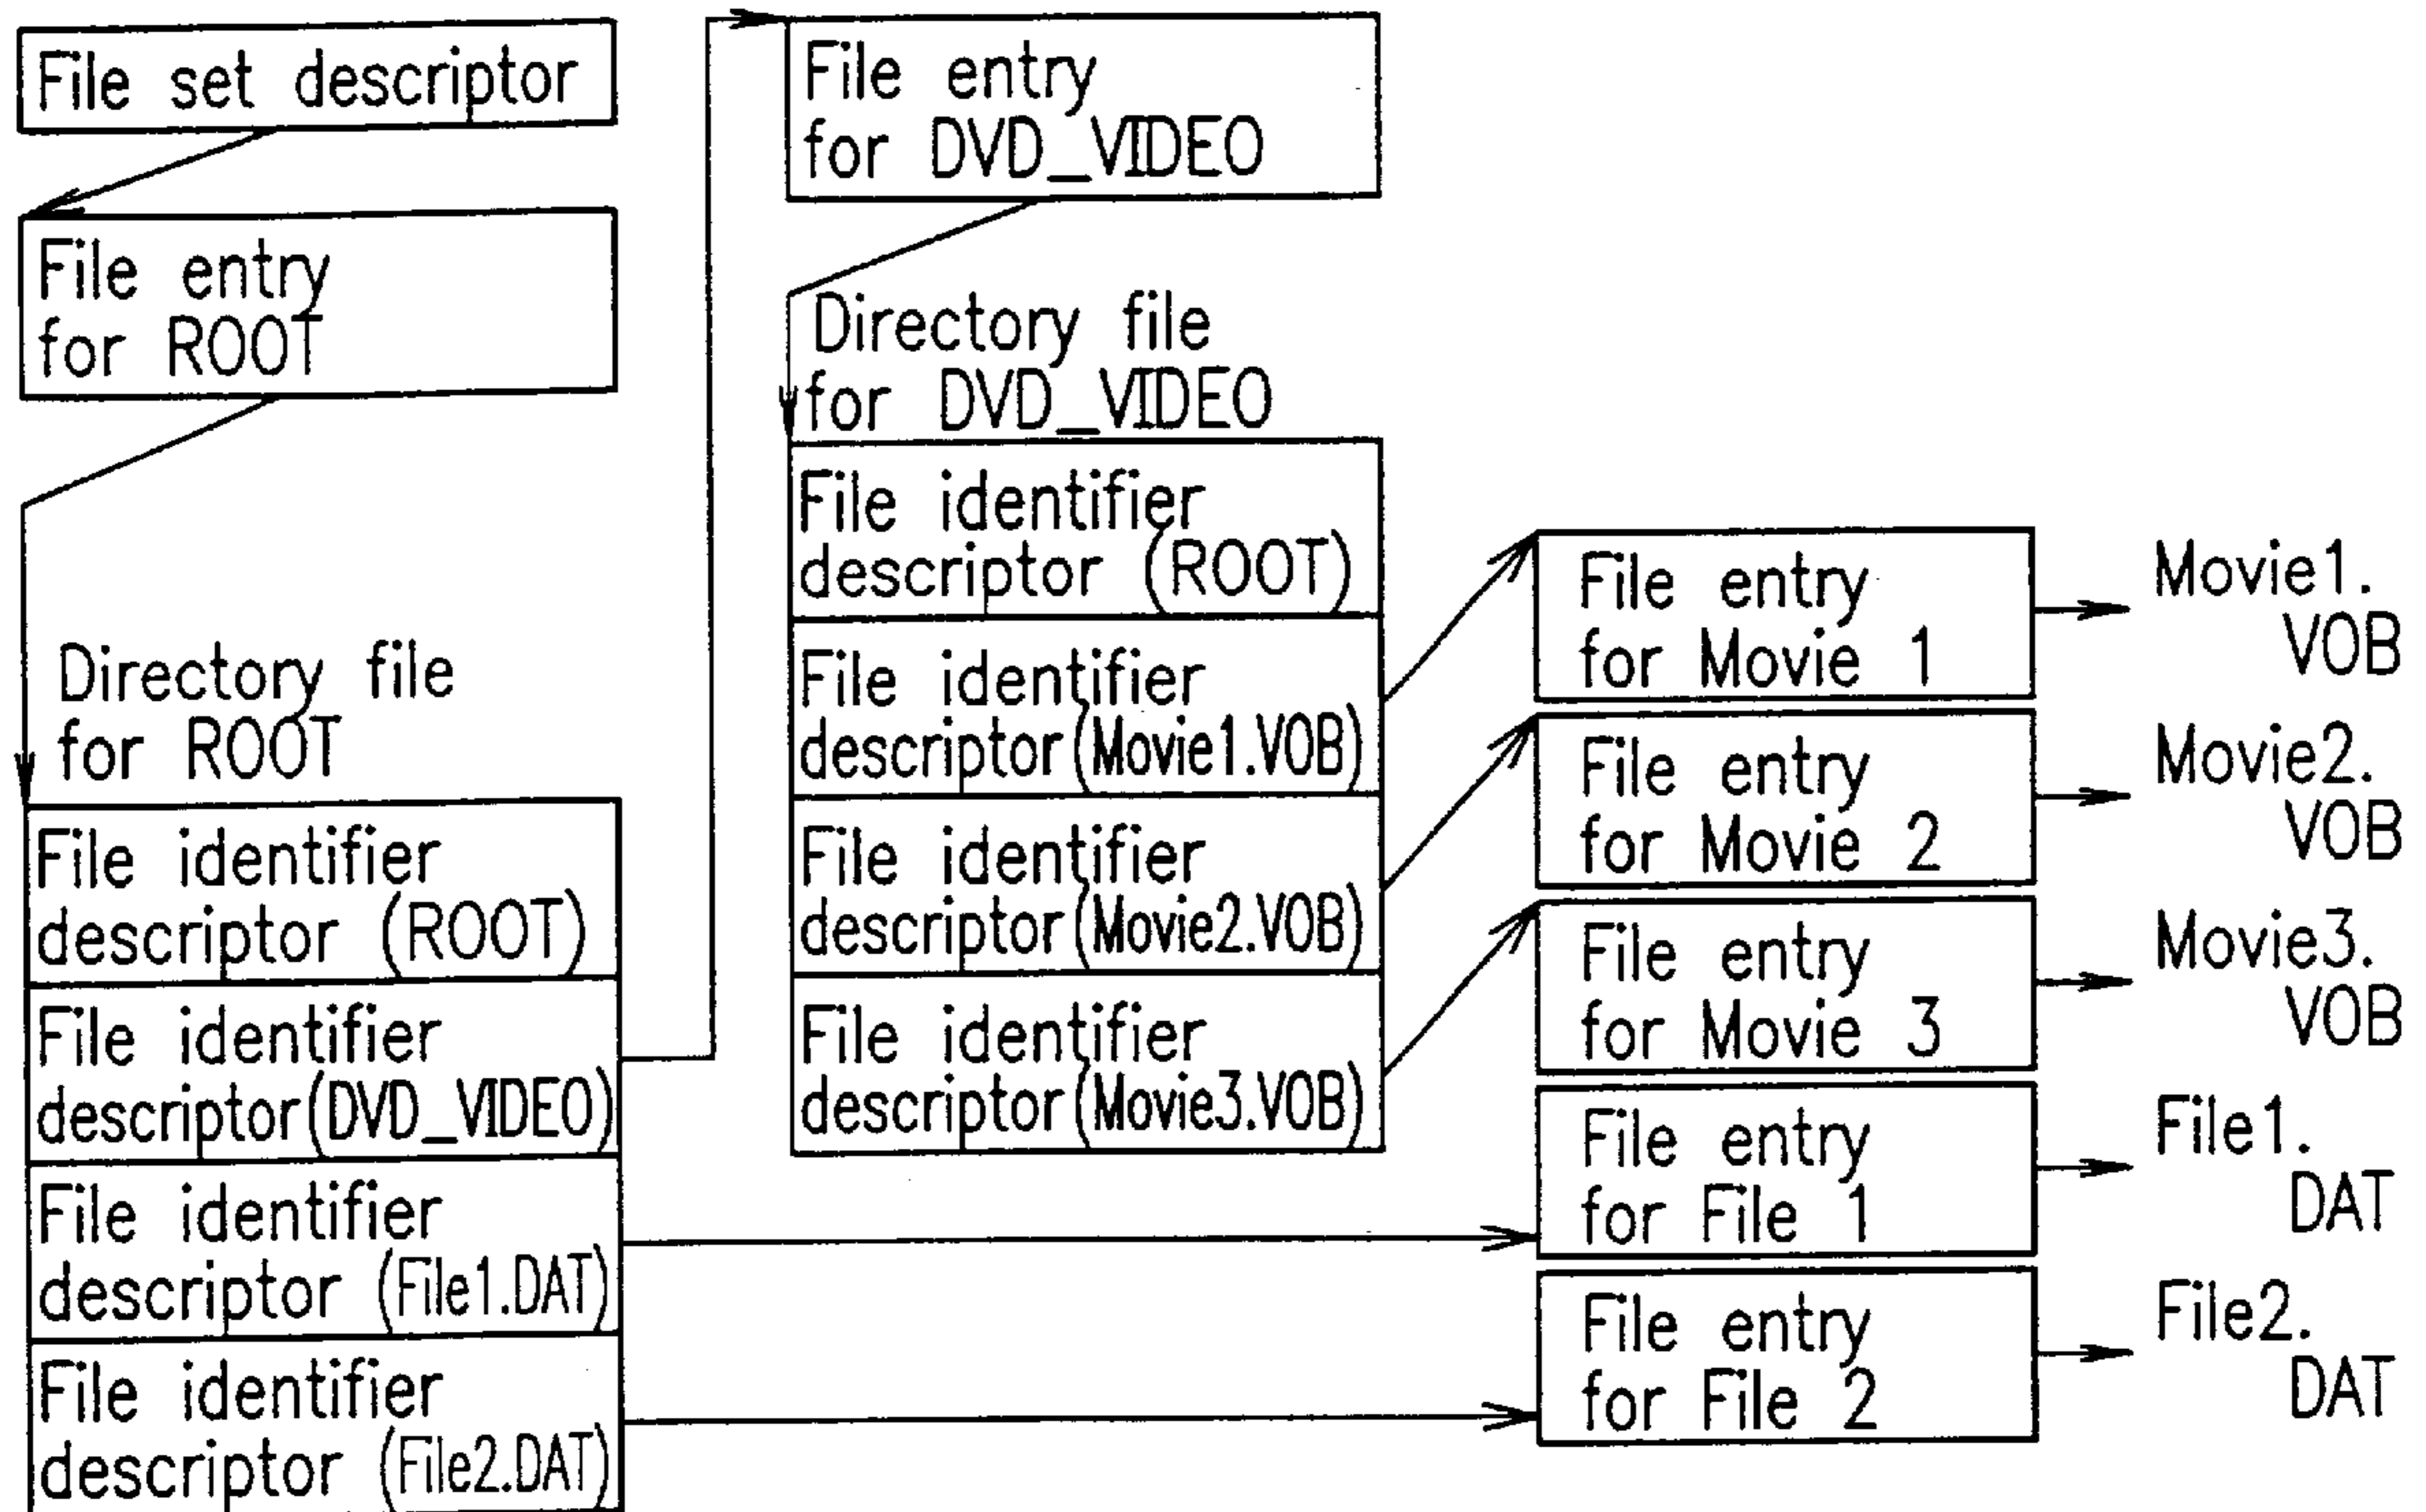 File set descriptor
File entry
for ROOT
Directory file
for ROOT
File identifier
descriptor (ROOT)
File identifier
descriptor(DVD_VIDEO)
File identifier
descriptor (File1.DAT)
File identifier
descriptor (File2.DAT)
File entry
for DVD_VIDEO
Directory file
for DVD_VIDEO
File identifier
descriptor (ROOT)
File identifier
descriptor(Movie1.VOB)
File identifier
descriptor(Movie2.VOB)
File identifier
descriptor(Movie3.VOB)
File entry
for Movie 1
Movie1.
VOB
File entry
for Movie 2
Movie2.
VOB
File entry
for Movie 3
Movie3.
VOB
File entry
for File 1
File1.
DAT
File entry
for File 2
File2.
DAT